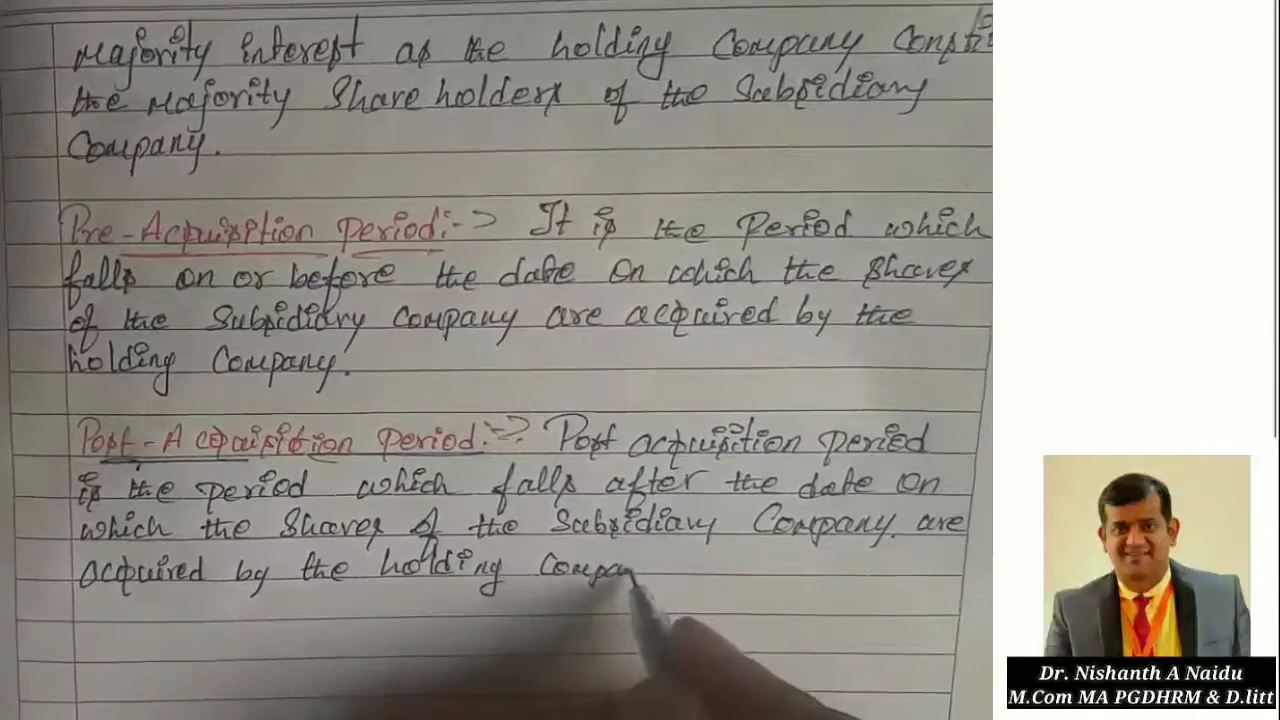 Majority interest as the holding Company
the Majority Share holders of the Subsidiary
Company.
Pre-Acquisition period:-> It is the Period which
falls on or before the date on which the shares
of the Subsidiary Company are acquired by the
holding Company.
Post-Acquisition period:-> Post acquisition period
is the period which falls after the date on
which the shares of the Subsidiary Company. are
acquired by the holding Compan
Dr. Nishanth A Naidu
M.Com MA PGDHRM & D.litt